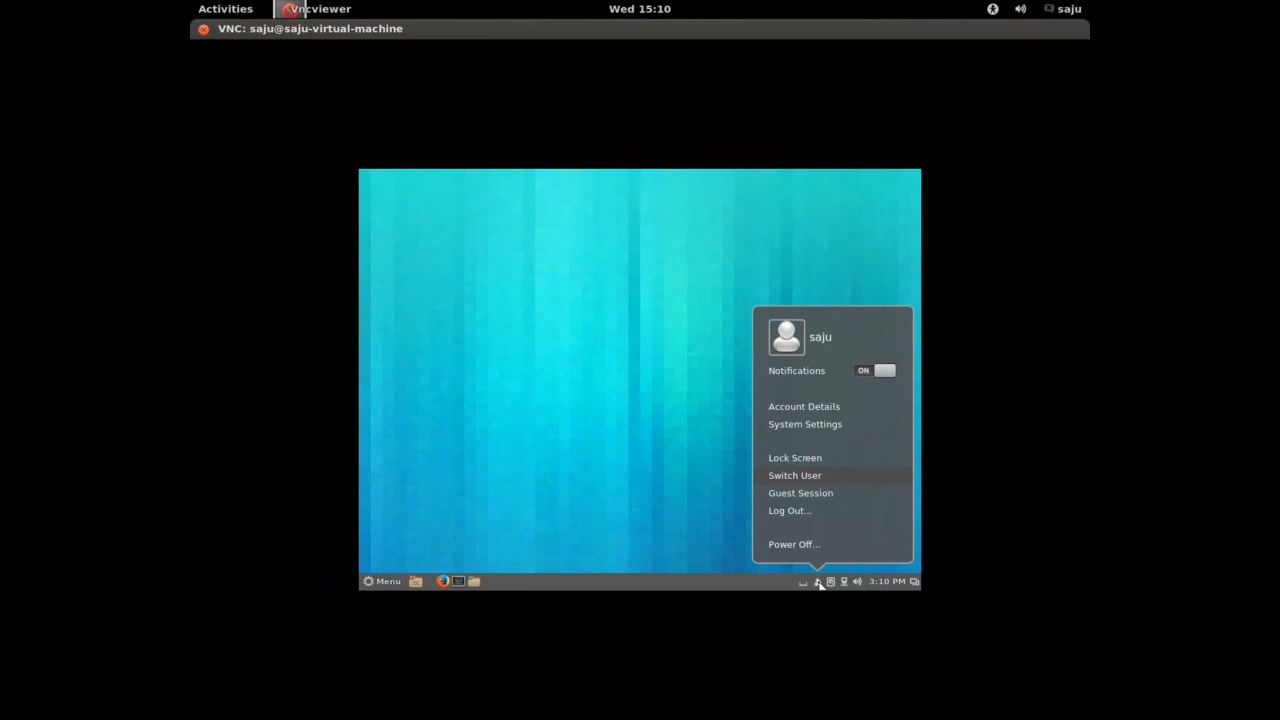 Activities Vncviewer Wed 15:10 saju
VNC: saju@saju-virtual-machine
saju
Notifications ON
Account Details
System Settings
Lock Screen
Switch User
Guest Session
Log Out...
Power Off...
Menu 3:10 PM